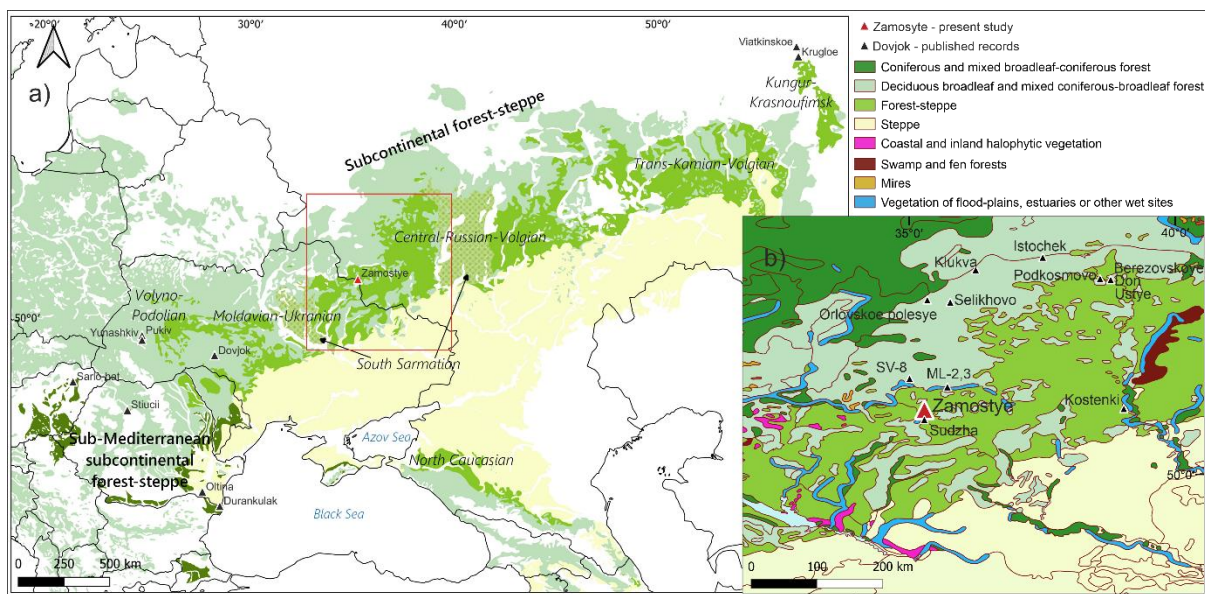 -20°0'
30°0'
40°0'
50°0'
a)
Viatkinskoe
Krugloe
Kungur-
Krasnoufimsk
Subcontinental forest-steppe
Trans-Kamian-Volgian
Central-Russian-Volgian
Zamostye
Volyno-
Podolian
Moldavian-Ukranian
50°0'
Yunashkiv
Pukiv
Dovjok
South Sarmatian
Sarlo-hat
Stiucii
Sub-Mediterranean
subcontinental
forest-steppe
Azov Sea
North Caucasian
Oltina
Durankulak
Black Sea
0 250 500 km
Zamosyte - present study
Dovjok - published records
Coniferous and mixed broadleaf-coniferous forest
Deciduous broadleaf and mixed coniferous-broadleaf forest
Forest-steppe
Steppe
Coastal and inland halophytic vegetation
Swamp and fen forests
Mires
Vegetation of flood-plains, estuaries or other wet sites
b)
35°0'
40°0'
Istochek
Klukva
Podkosmovo
Berezovskoye
Don
Ustye
Selikhovo
Orlovskoe polesye
SV-8
ML-2,3
Zamostye
Kostenki
Sudzha
50°0'
0 100 200 km